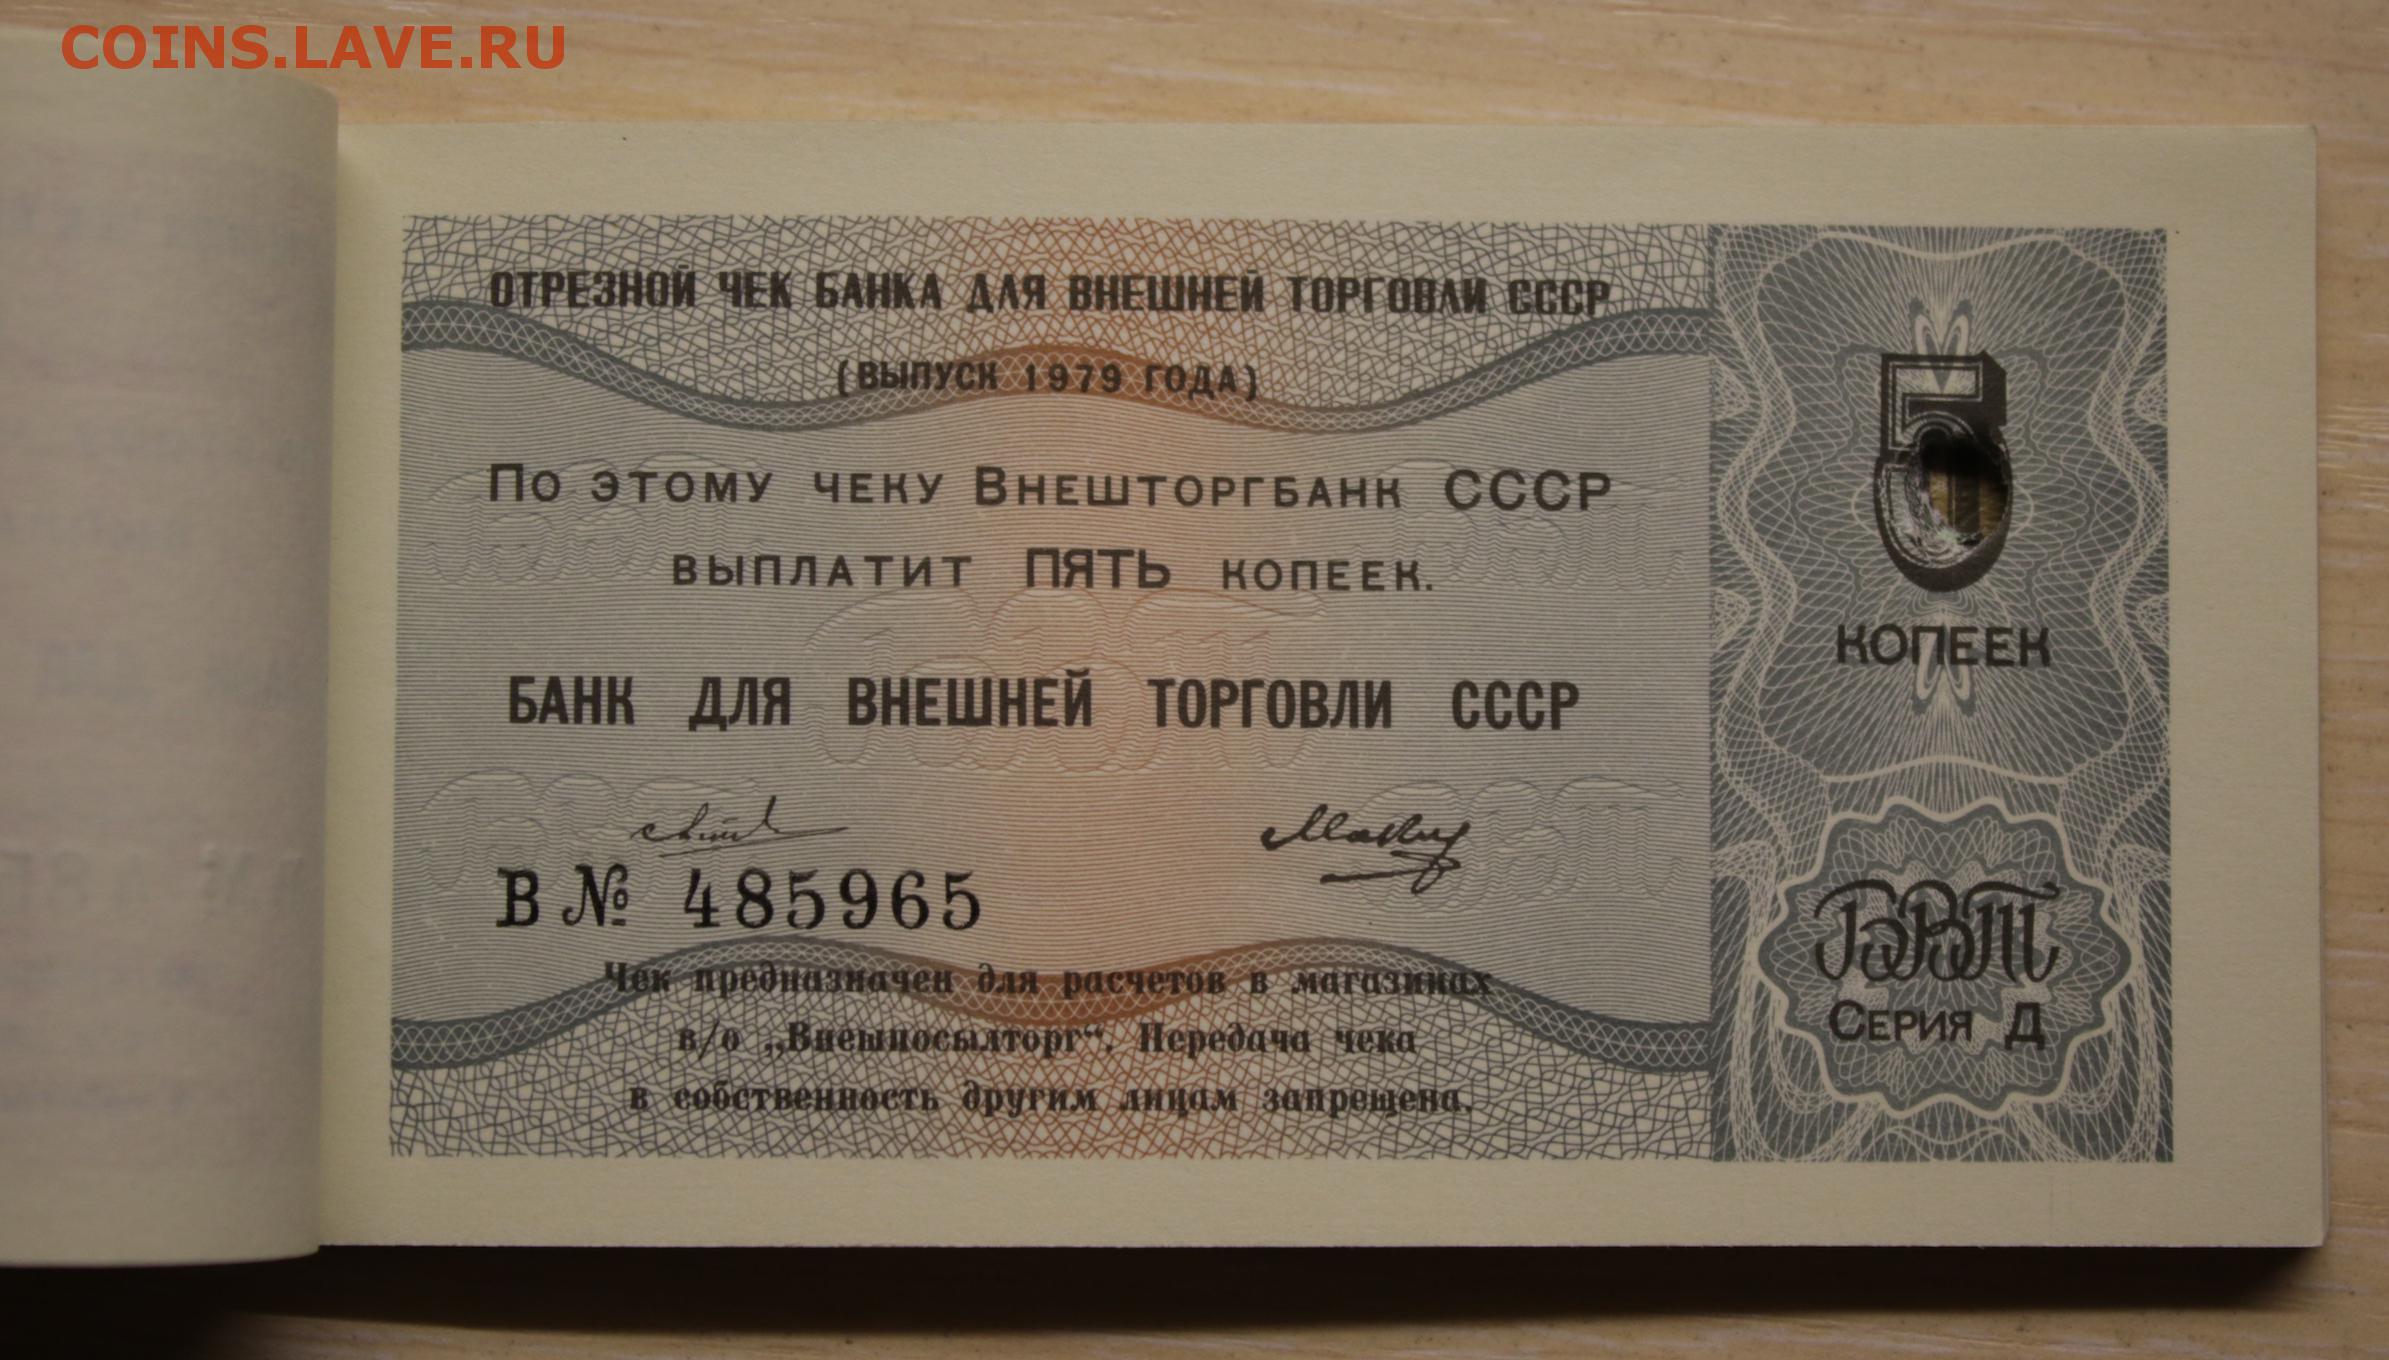 COINS.LAVE.RU
ОТРЕЗНОЙ ЧЕК БАНКА ДЛЯ ВНЕШНЕЙ ТОРГОВЛИ СССР
(ВЫПУСК 1979 ГОДА)
По этому чеку Внешторгбанк СССР
выплатит ПЯТЬ копеек.
БАНК ДЛЯ ВНЕШНЕЙ ТОРГОВЛИ СССР
В № 485965
Чек предназначен для расчетов в магазинах
в/о „Внешпосылторг“. Передача чека
в собственность другим лицам запрещена.
5
КОПЕЕК
БВТ
Серия Д